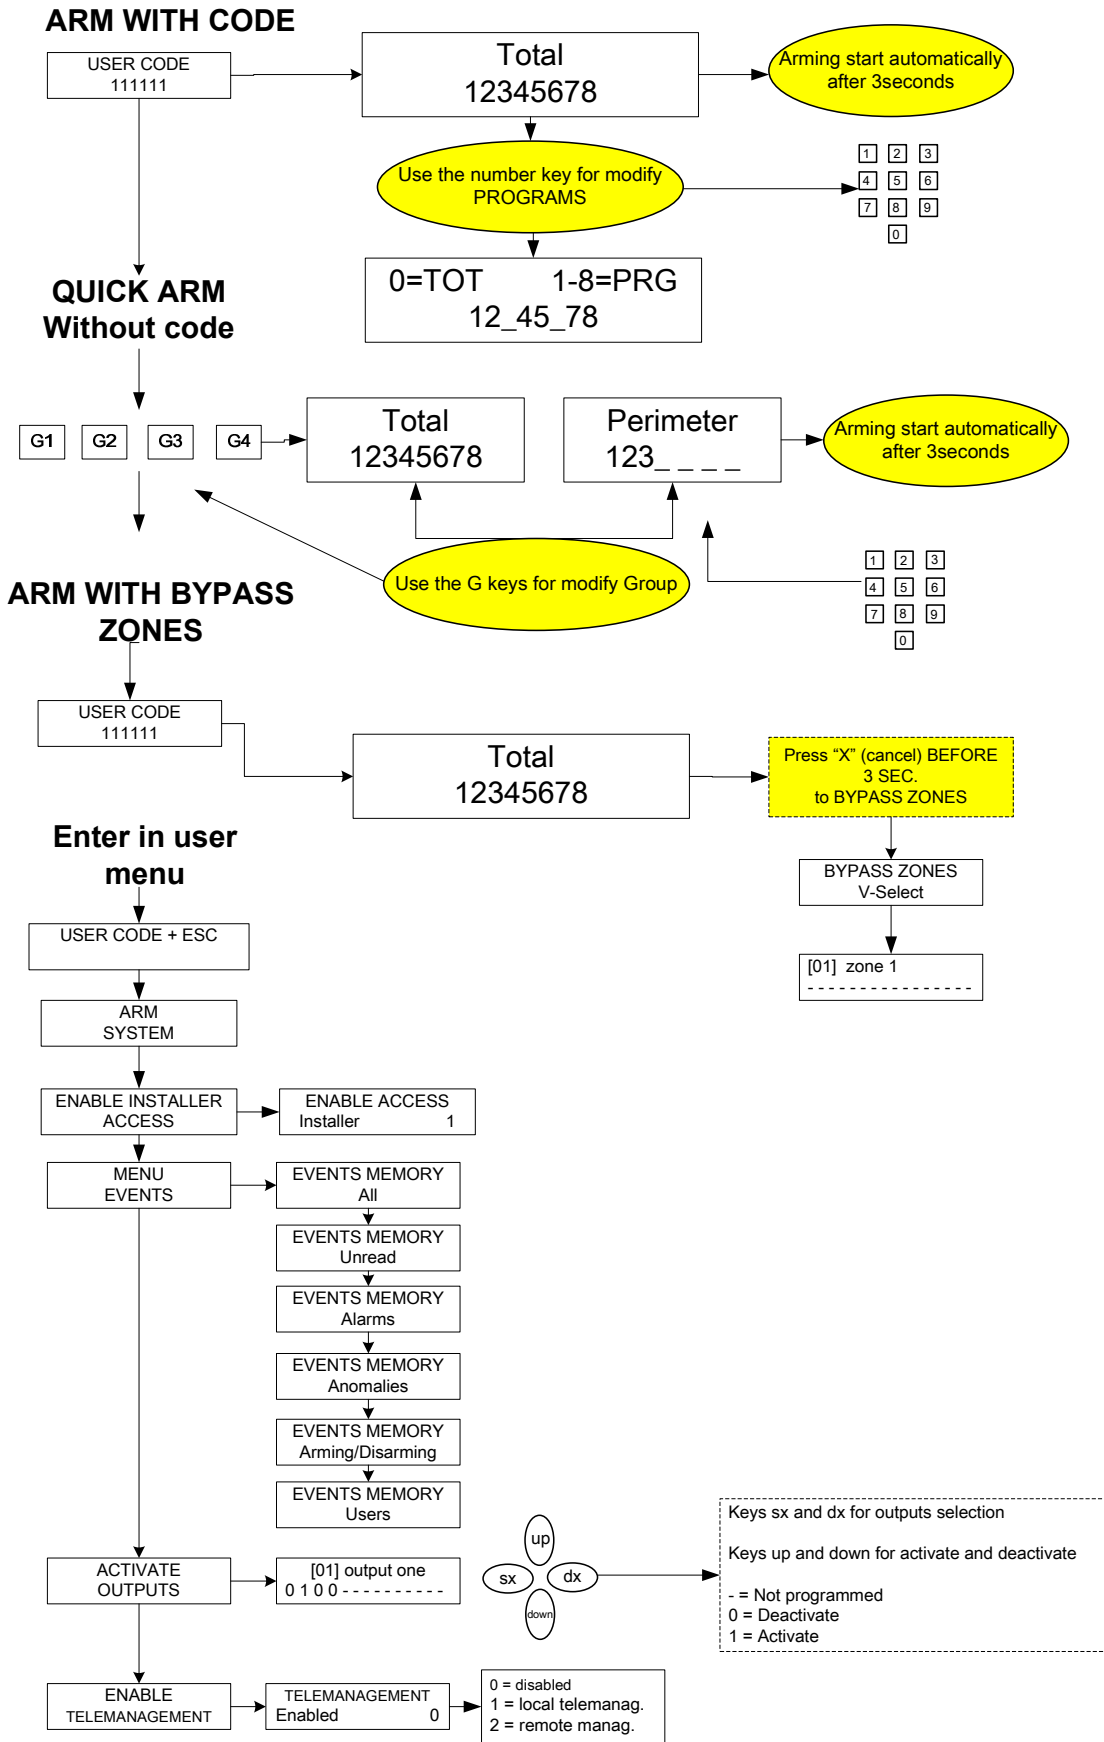 ARM WITH CODE
USER CODE
111111
Total
12345678
Arming start automatically
after 3seconds
Use the number key for modify
PROGRAMS
1 2 3
4 5 6
7 8 9
0
0=TOT 1-8=PRG
12_45_78
QUICK ARM
Without code
G1 G2 G3 G4
Total
12345678
Perimeter
123_ _ _ _
Arming start automatically
after 3seconds
Use the G keys for modify Group
1 2 3
4 5 6
7 8 9
0
ARM WITH BYPASS
ZONES
USER CODE
111111
Total
12345678
Press “X” (cancel) BEFORE
3 SEC.
to BYPASS ZONES
BYPASS ZONES
V-Select
[01] zone 1
- - - - - - - - - - - - - - - -
Enter in user
menu
USER CODE + ESC
ARM
SYSTEM
ENABLE INSTALLER
ACCESS
ENABLE ACCESS
Installer 1
MENU
EVENTS
EVENTS MEMORY
All
EVENTS MEMORY
Unread
EVENTS MEMORY
Alarms
EVENTS MEMORY
Anomalies
EVENTS MEMORY
Arming/Disarming
EVENTS MEMORY
Users
ACTIVATE
OUTPUTS
[01] output one
0 1 0 0 - - - - - - - - - -
up
sx dx
down
Keys sx and dx for outputs selection
Keys up and down for activate and deactivate
- = Not programmed
0 = Deactivate
1 = Activate
ENABLE
TELEMANAGEMENT
TELEMANAGEMENT
Enabled 0
0 = disabled
1 = local telemanag.
2 = remote manag.